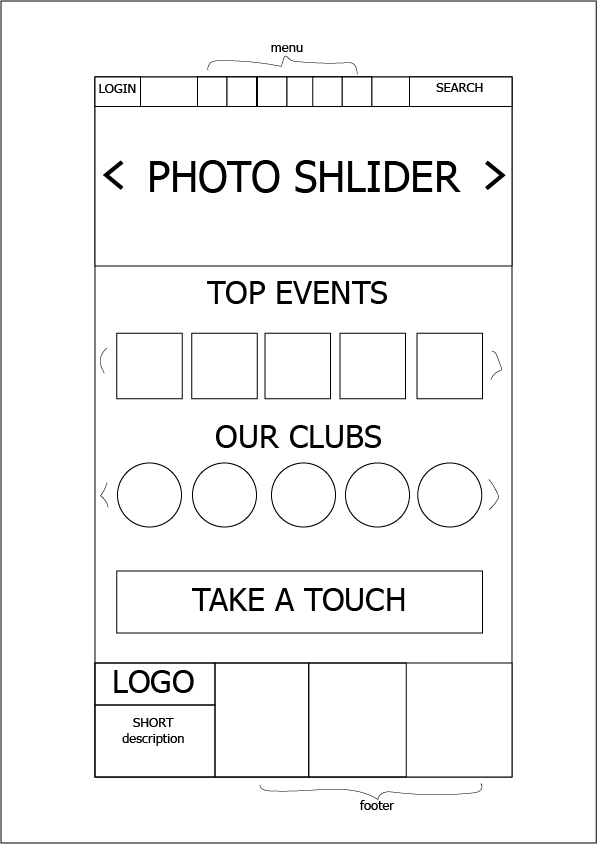 menu
LOGIN
SEARCH
< PHOTO SHLIDER >
TOP EVENTS
OUR CLUBS
TAKE A TOUCH
LOGO
SHORT
description
footer